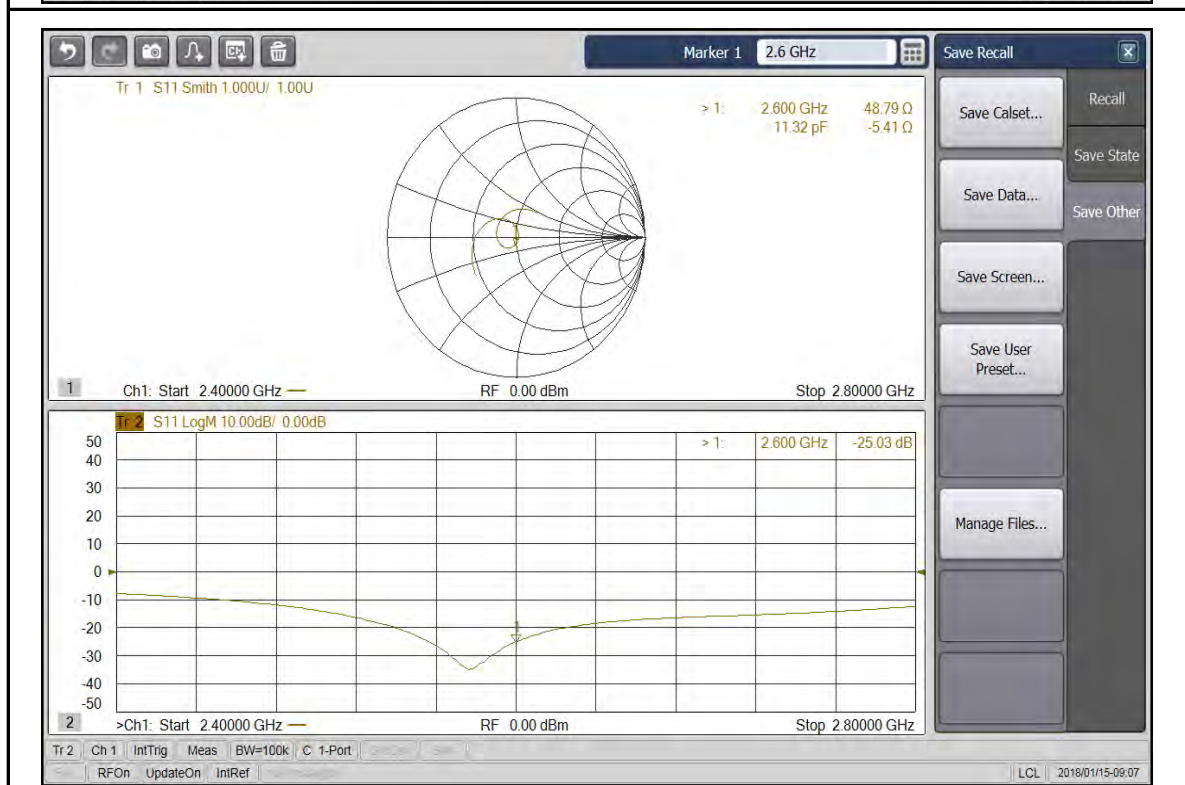 Marker 1 2.6 GHz
Save Recall
Tr 1 S11 Smith 1.000U/ 1.00U
> 1: 2.600 GHz 48.79 Ω
11.32 pF -5.41 Ω
1 Ch1: Start 2.40000 GHz — RF 0.00 dBm Stop 2.80000 GHz
Tr 2 S11 LogM 10.00dB/ 0.00dB
50
> 1: 2.600 GHz -25.03 dB
40
30
20
10
0
-10
-20
1
-30
-40
-50
2 >Ch1: Start 2.40000 GHz — RF 0.00 dBm Stop 2.80000 GHz
Save Calset...
Save Data...
Save Screen...
Save User
Preset...
Manage Files...
Recall
Save State
Save Other
Tr 2 Ch 1 IntTrig Meas BW=100k C 1-Port
RFOn UpdateOn IntRef LCL 2018/01/15-09:07